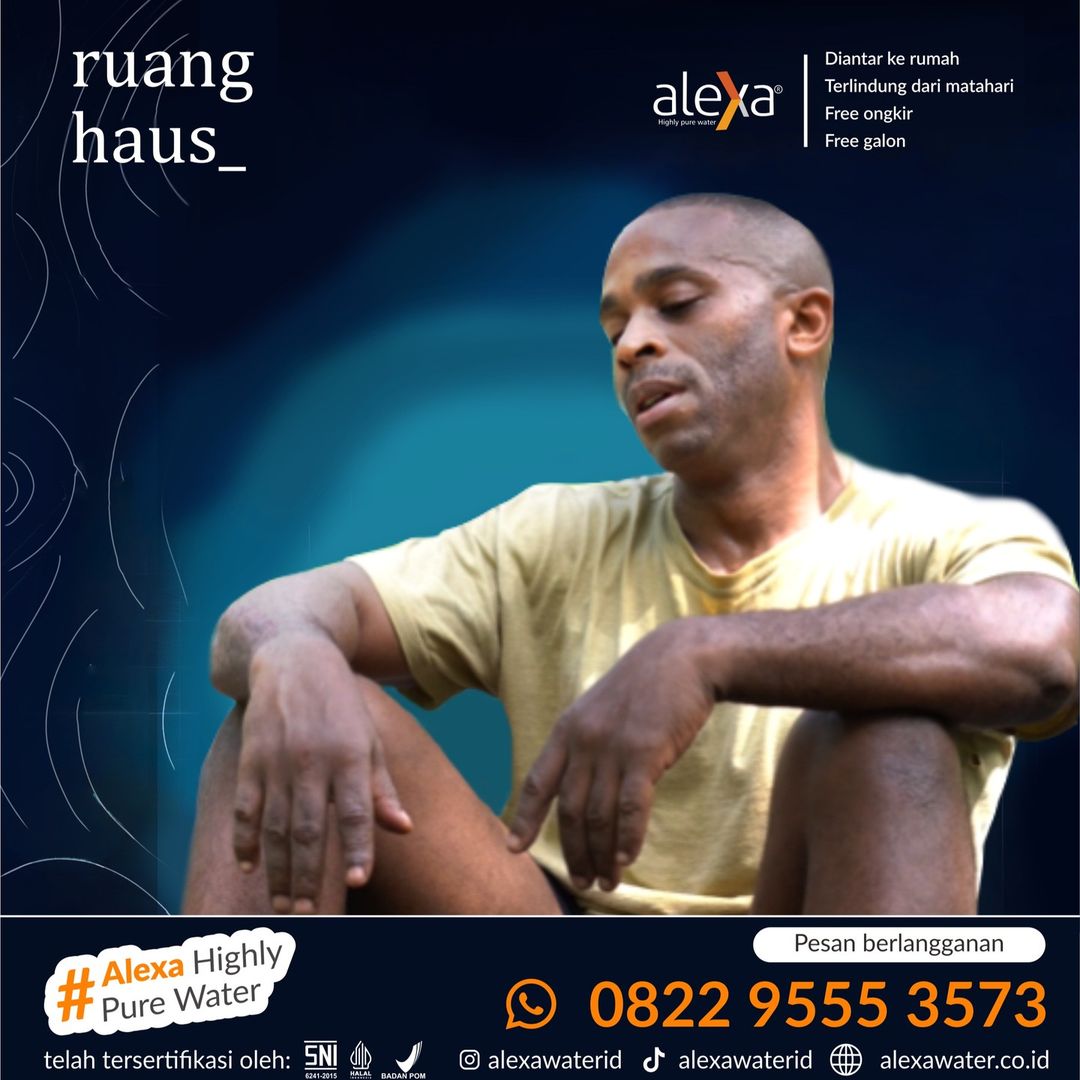 ruang
haus_
alexa®
Highly pure water
Diantar ke rumah
Terlindung dari matahari
Free ongkir
Free galon
#Alexa Highly
Pure Water
Pesan berlangganan
0822 9555 3573
telah tersertifikasi oleh:
SNI
6241-2015
HALAL
INDONESIA
BADAN POM
alexawaterid
alexawaterid
alexawater.co.id